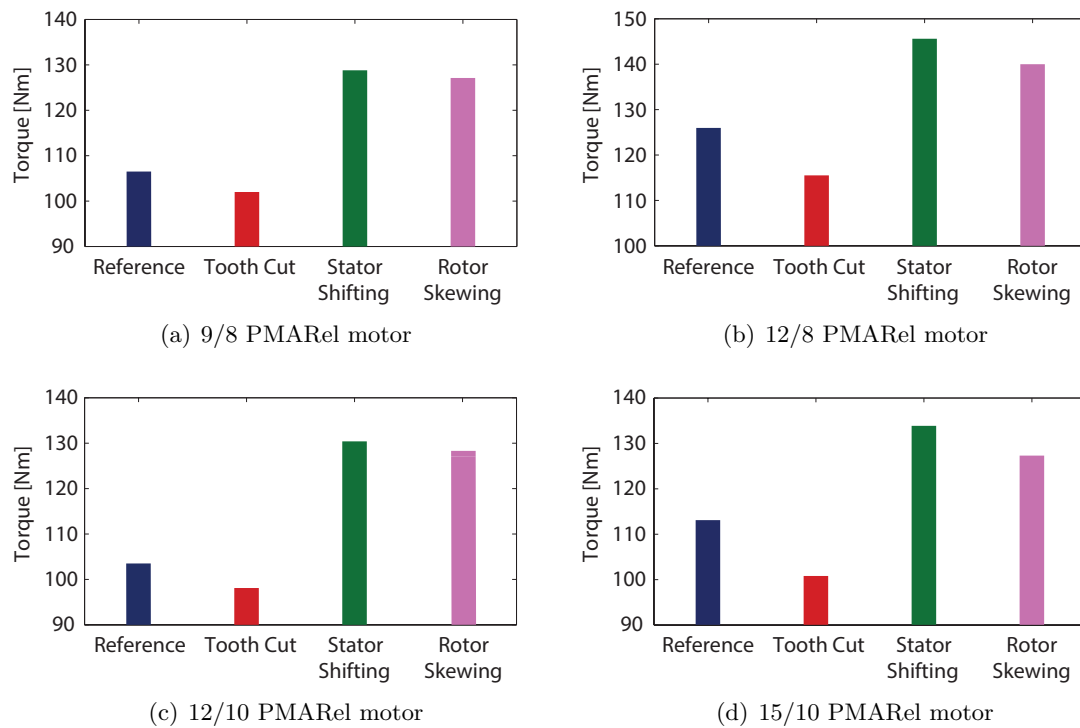 140
130
120
110
100
90
Torque [Nm]
Reference
Tooth Cut
Stator
Shifting
Rotor
Skewing
(a) 9/8 PMARel motor
150
140
130
120
110
100
Torque [Nm]
Reference
Tooth Cut
Stator
Shifting
Rotor
Skewing
(b) 12/8 PMARel motor
140
130
120
110
100
90
Torque [Nm]
Reference
Tooth Cut
Stator
Shifting
Rotor
Skewing
(c) 12/10 PMARel motor
140
130
120
110
100
90
Torque [Nm]
Reference
Tooth Cut
Stator
Shifting
Rotor
Skewing
(d) 15/10 PMARel motor